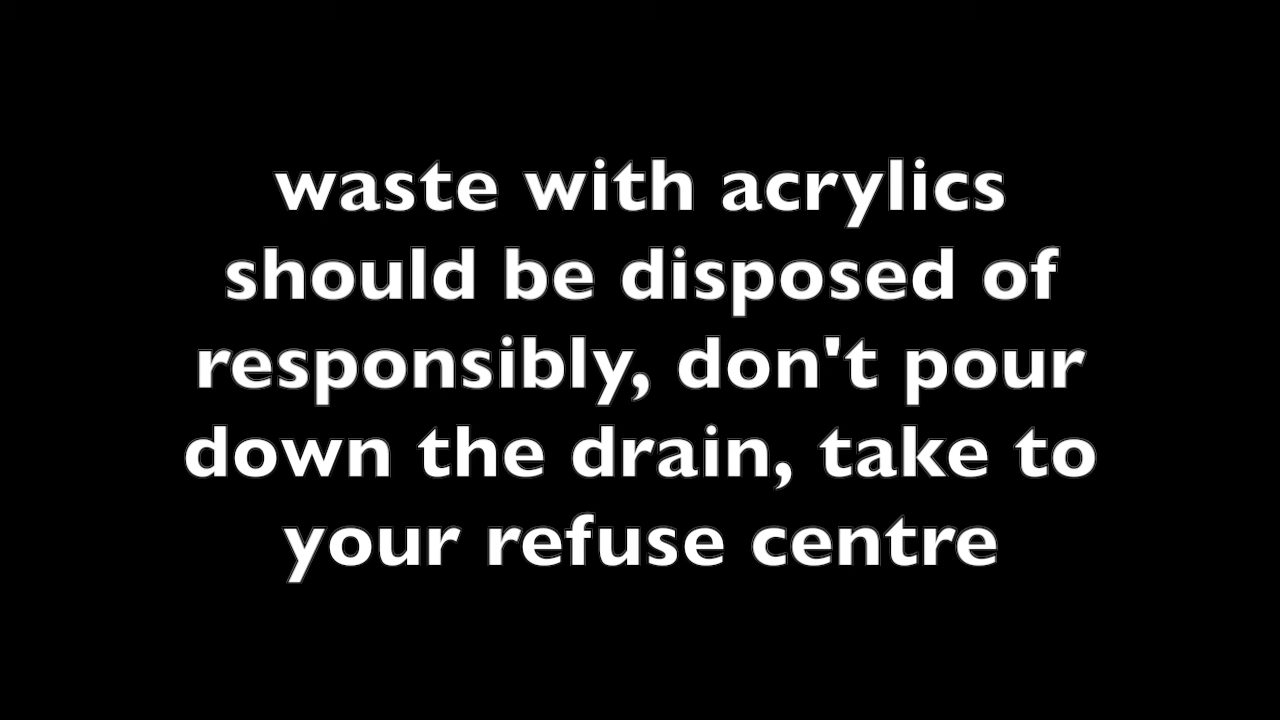 waste with acrylics
should be disposed of
responsibly, don't pour
down the drain, take to
your refuse centre